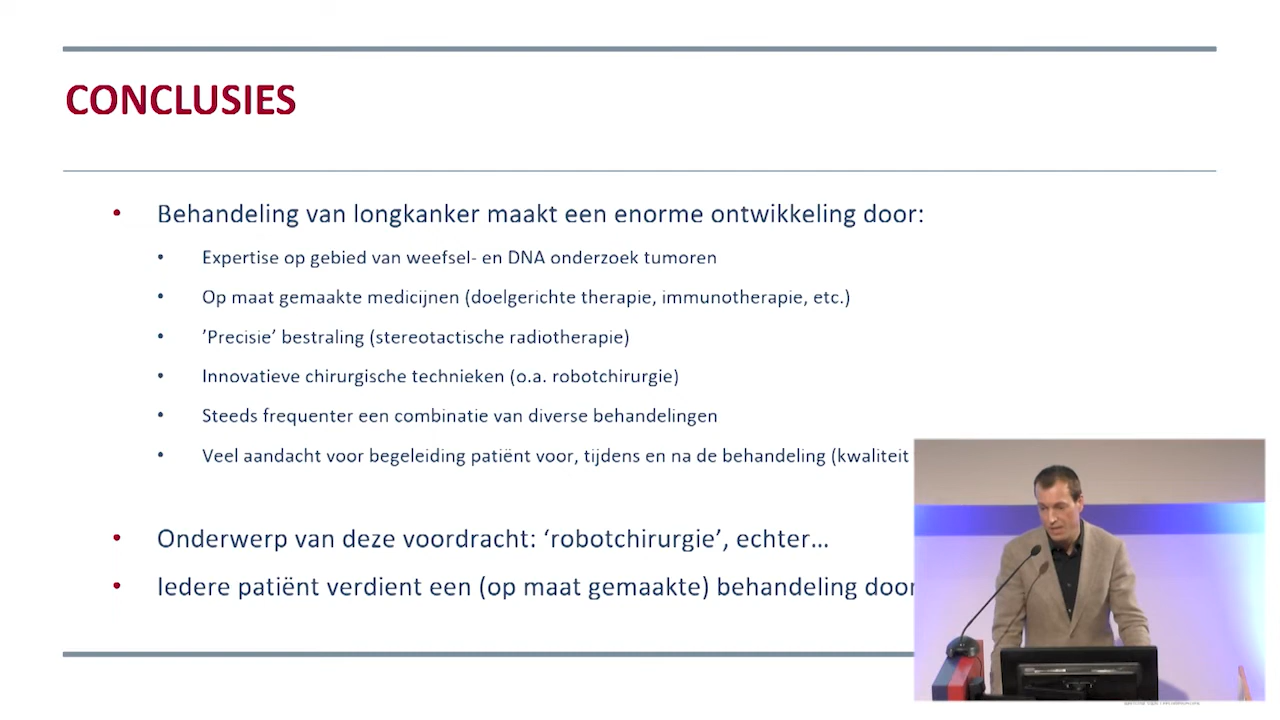 CONCLUSIES
• Behandeling van longkanker maakt een enorme ontwikkeling door:
• Expertise op gebied van weefsel- en DNA onderzoek tumoren
• Op maat gemaakte medicijnen (doelgerichte therapie, immunotherapie, etc.)
• ’Precisie’ bestraling (stereotactische radiotherapie)
• Innovatieve chirurgische technieken (o.a. robotchirurgie)
• Steeds frequenter een combinatie van diverse behandelingen
• Veel aandacht voor begeleiding patiënt voor, tijdens en na de behandeling (kwaliteit
• Onderwerp van deze voordracht: ‘robotchirurgie’, echter…
• Iedere patiënt verdient een (op maat gemaakte) behandeling door